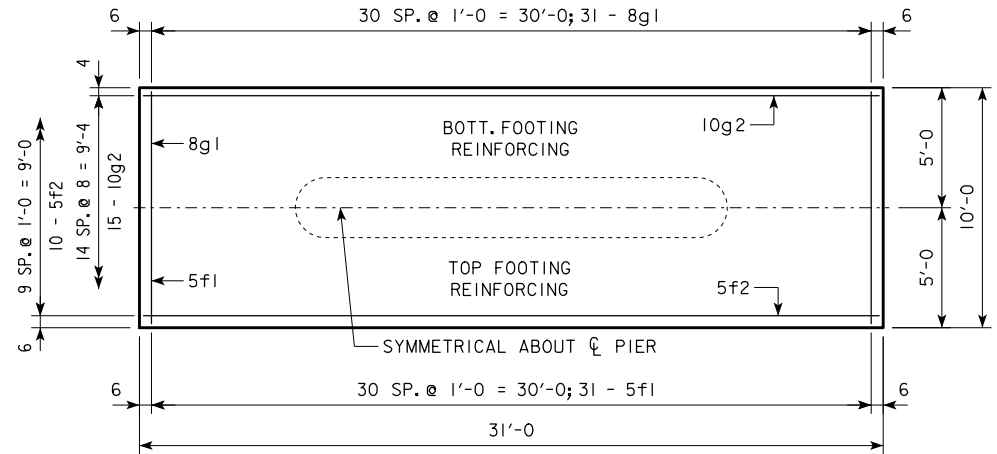 6
30 SP. @ 1'-0 = 30'-0; 31 - 8g1
6
4
BOTT. FOOTING
REINFORCING
10g2
8g1
9 SP. @ 1'-0 = 9'-0
10 - 5f2
14 SP. @ 8 = 9'-4
15 - 10g2
5'-0
10'-0
5'-0
5f1
TOP FOOTING
REINFORCING
5f2
6
SYMMETRICAL ABOUT ℄ PIER
6
30 SP. @ 1'-0 = 30'-0; 31 - 5f1
6
31'-0